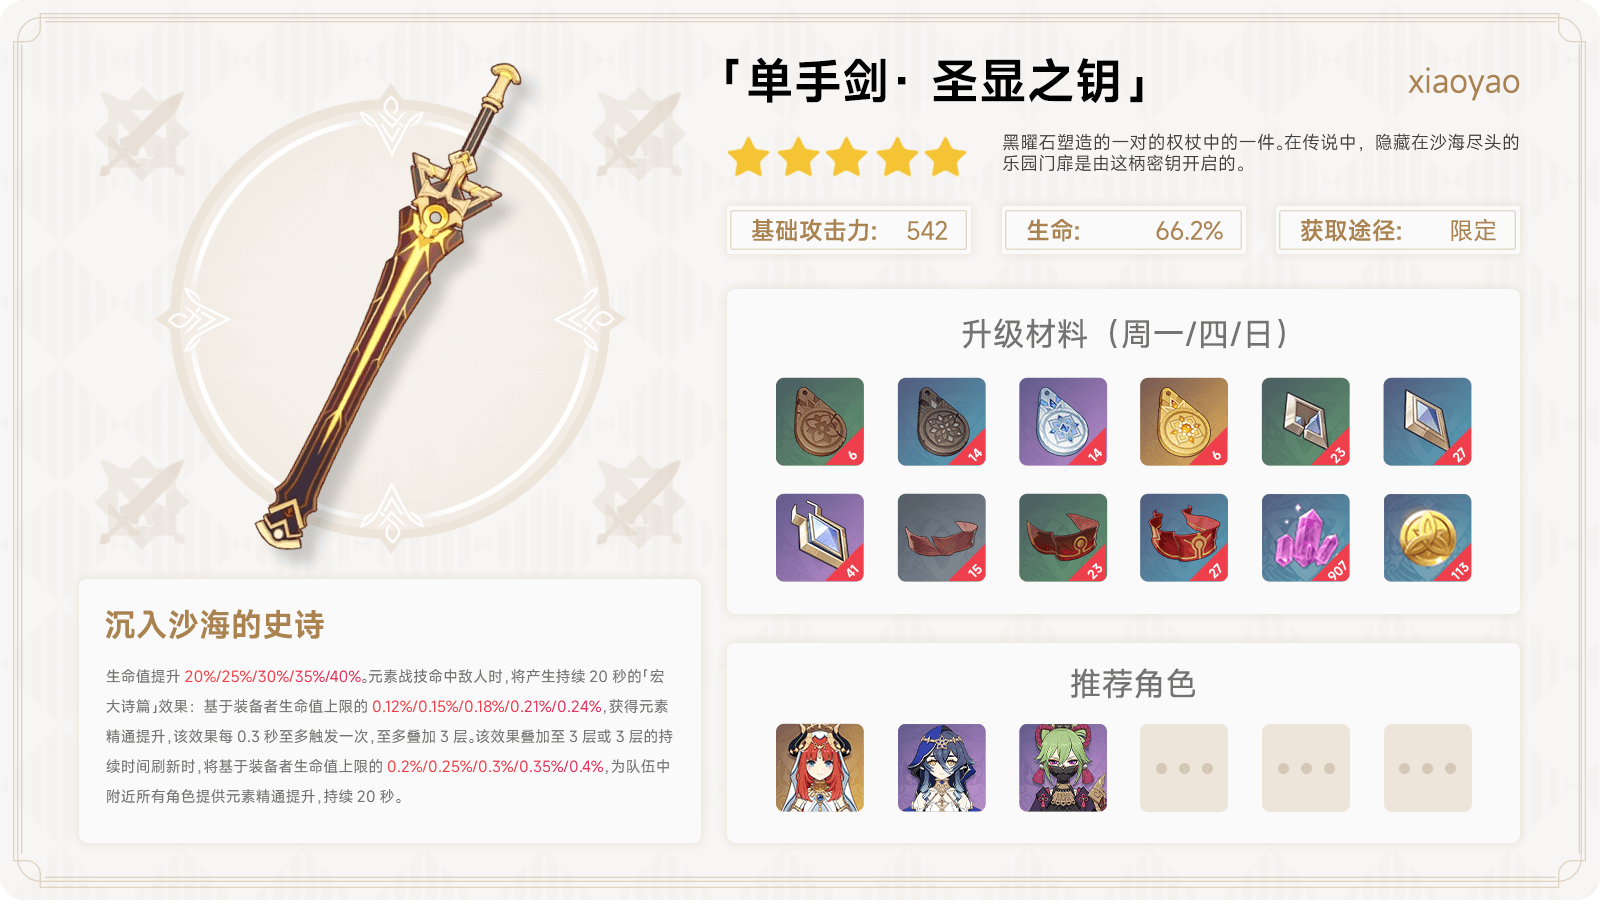 「单手剑· 圣显之钥」
xiaoyao
黑曜石塑造的一对的权杖中的一件。在传说中，隐藏在沙海尽头的
乐园门扉是由这柄密钥开启的。
基础攻击力: 542
生命: 66.2%
获取途径: 限定
升级材料（周一/四/日）
6 14 14 6 23 27
41 15 23 27 907 113
沉入沙海的史诗
生命值提升 20%/25%/30%/35%/40%。元素战技命中敌人时,将产生持续 20 秒的「宏
大诗篇」效果：基于装备者生命值上限的 0.12%/0.15%/0.18%/0.21%/0.24%,获得元素
精通提升,该效果每 0.3 秒至多触发一次,至多叠加 3 层。该效果叠加至 3 层或 3 层的持
续时间刷新时,将基于装备者生命值上限的 0.2%/0.25%/0.3%/0.35%/0.4%,为队伍中
附近所有角色提供元素精通提升,持续 20 秒。
推荐角色